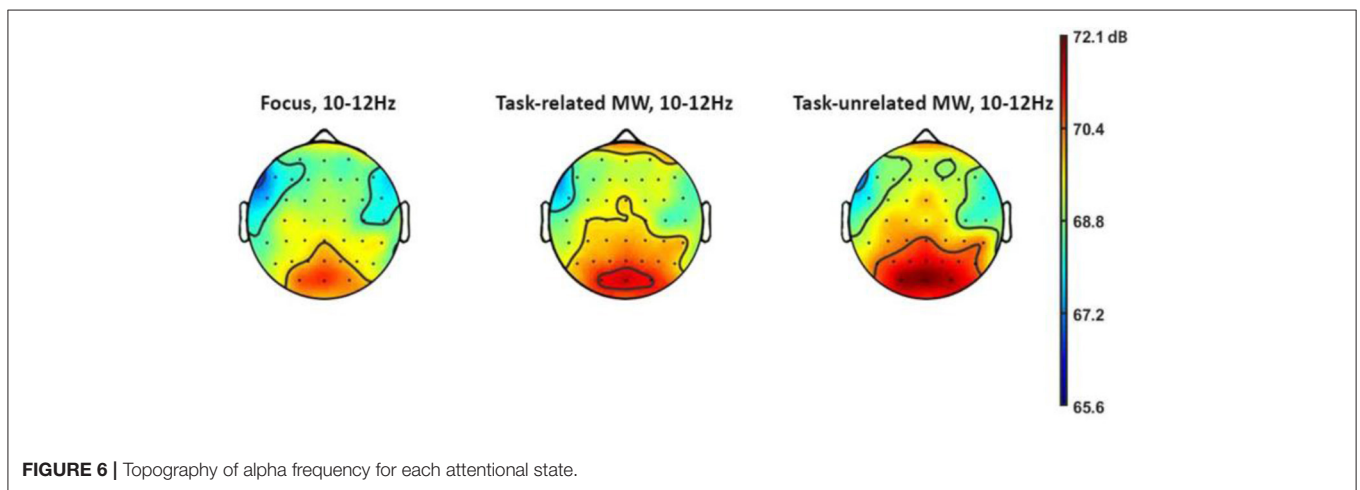 72.1 dB
Focus, 10-12Hz
Task-related MW, 10-12Hz
Task-unrelated MW, 10-12Hz
70.4
68.8
67.2
65.6
FIGURE 6 | Topography of alpha frequency for each attentional state.